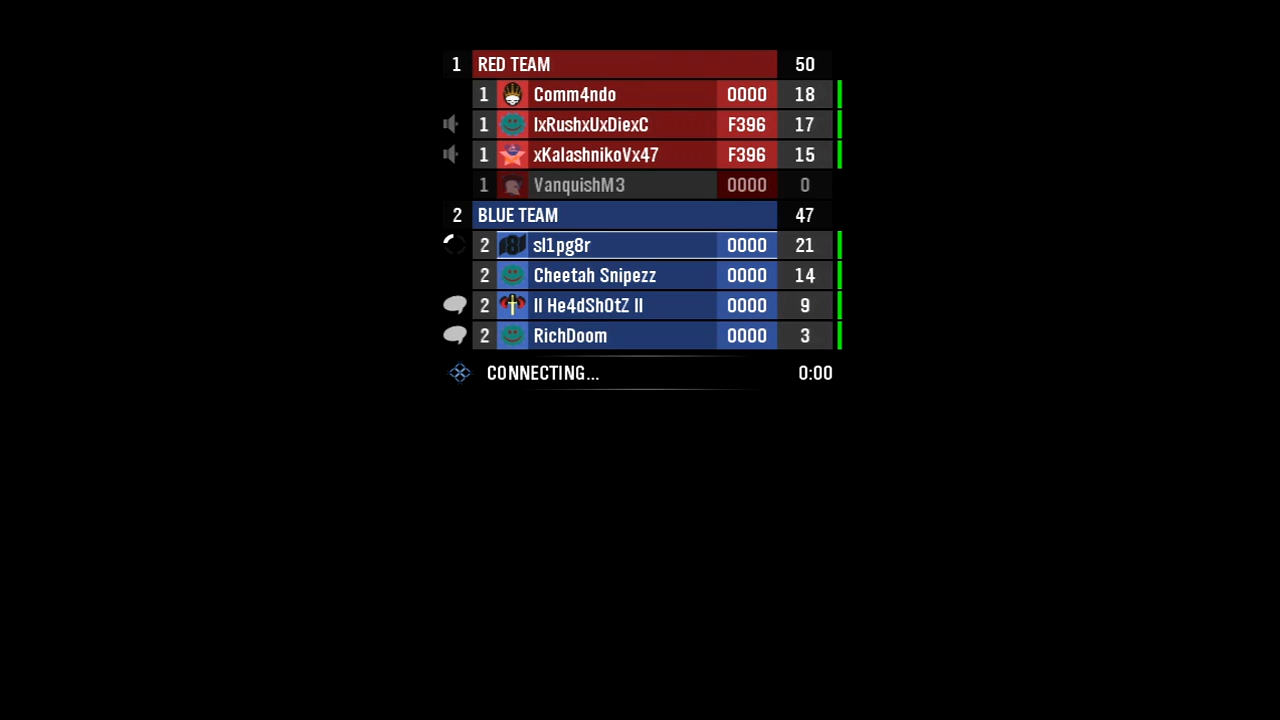 1 RED TEAM 50
1 Comm4ndo 0000 18
1 IxRushxUxDiexC F396 17
1 xKalashnikoVx47 F396 15
1 VanquishM3 0000 0
2 BLUE TEAM 47
2 sl1pg8r 0000 21
2 Cheetah Snipezz 0000 14
2 II He4dShOtZ II 0000 9
2 RichDoom 0000 3
CONNECTING... 0:00